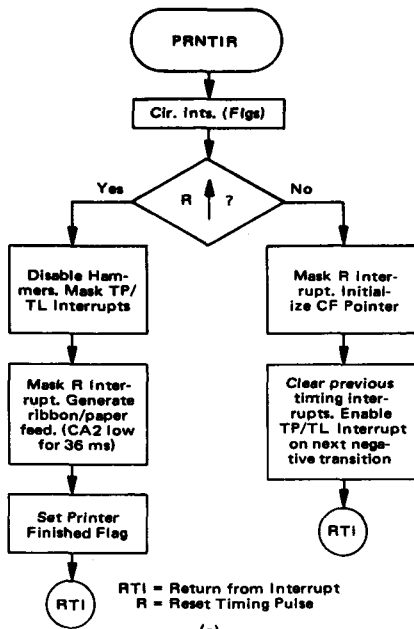 PRNTIR
Clr. ints. (Flgs)
Yes
No
R ↑ ?
Disable Ham-
mers. Mask TP/
TL Interrupts
Mask R Inter-
rupt. Generate
ribbon/paper
feed. (CA2 low
for 36 ms)
Set Printer
Finished Flag
RTI
Mask R Inter-
rupt. Initial-
ize CF Pointer
Clear previous
timing inter-
rupts. Enable
TP/TL Interrupt
on next nega-
tive transition
RTI
RTI = Return from Interrupt
R = Reset Timing Pulse